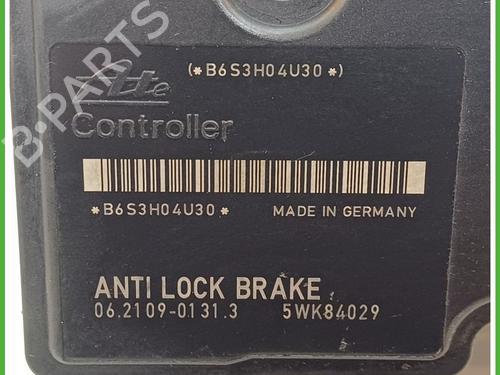 (*B6S3H04U30*)
Ate
Controller
*B6S3H04U30*
MADE IN GERMANY
ANTI LOCK BRAKE
06.2109-0131.3 5WK84029
B-PARTS